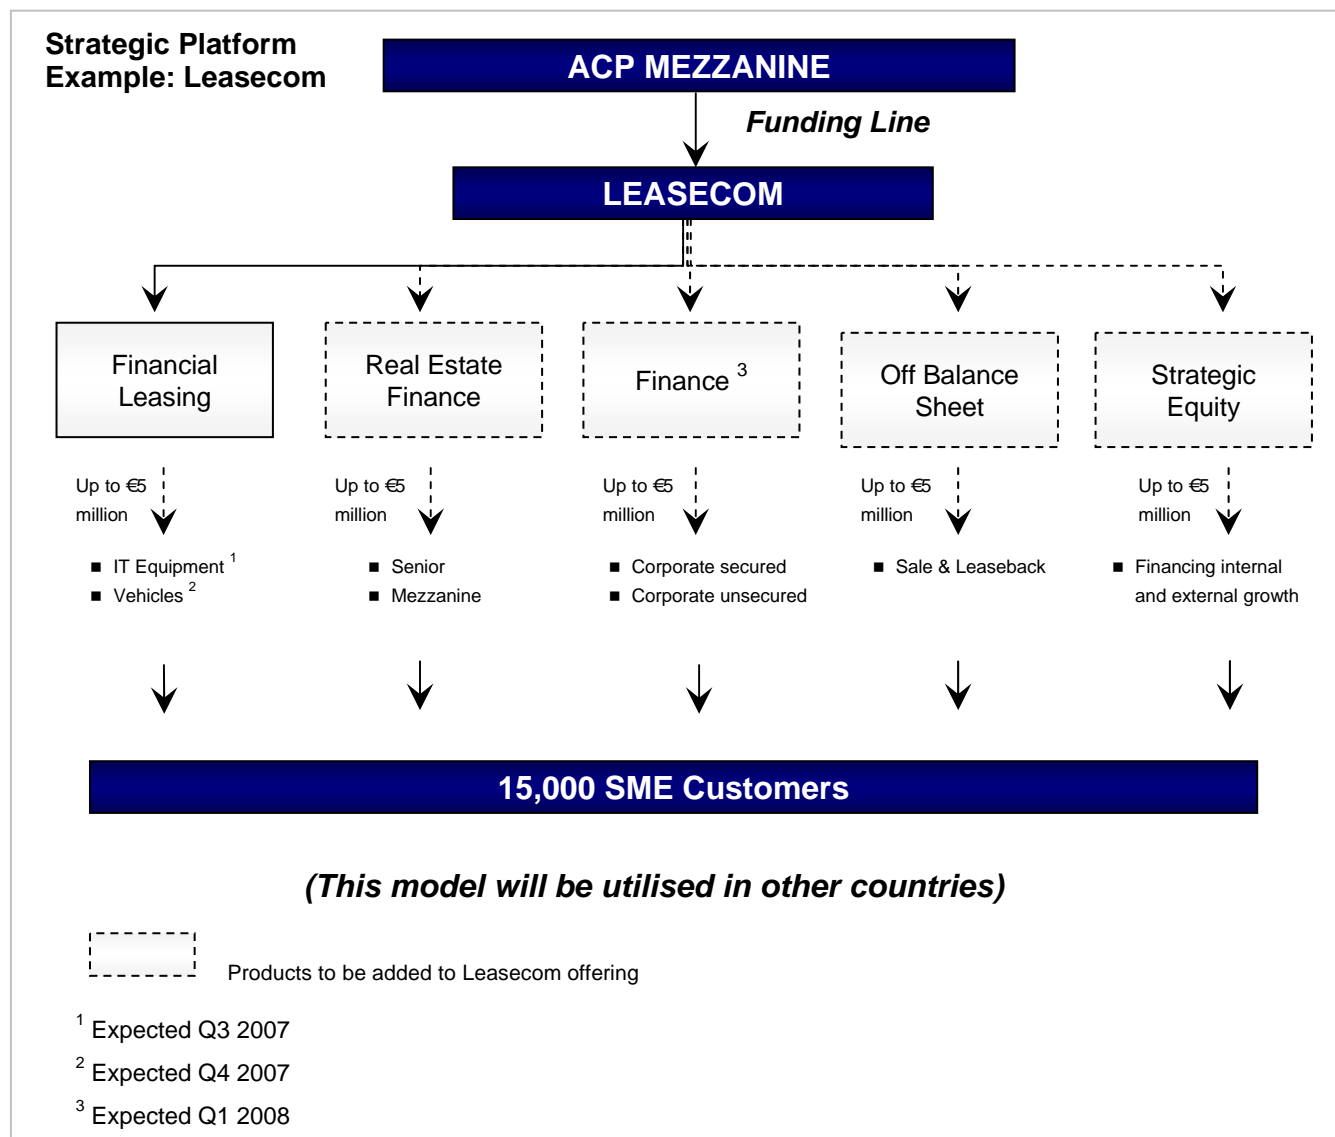 Strategic Platform
Example: Leasecom
ACP MEZZANINE
Funding Line
LEASECOM
Financial
Leasing
Real Estate
Finance
Finance 3
Off Balance
Sheet
Strategic
Equity
Up to €5
million
Up to €5
million
Up to €5
million
Up to €5
million
Up to €5
million
■ IT Equipment 1
■ Vehicles 2
■ Senior
■ Mezzanine
■ Corporate secured
■ Corporate unsecured
■ Sale & Leaseback
■ Financing internal
and external growth
15,000 SME Customers
(This model will be utilised in other countries)
Products to be added to Leasecom offering
1 Expected Q3 2007
2 Expected Q4 2007
3 Expected Q1 2008